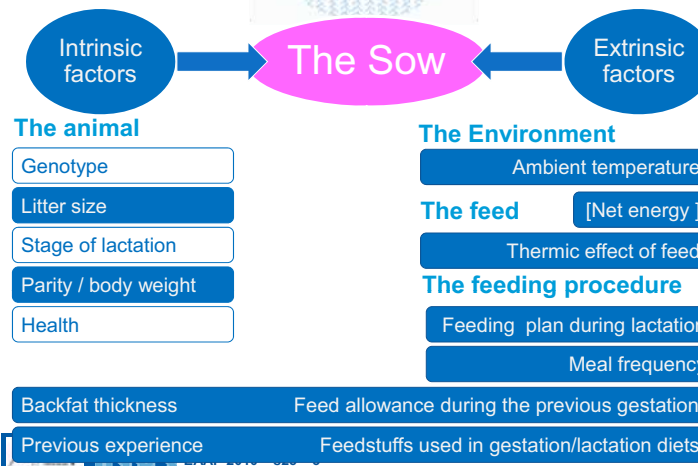 Intrinsic
factors
The Sow
Extrinsic
factors
The animal
Genotype
Litter size
Stage of lactation
Parity / body weight
Health
The Environment
Ambient temperature
The feed
[Net energy ]
Thermic effect of feed
The feeding procedure
Feeding plan during lactation
Meal frequency
Backfat thickness Feed allowance during the previous gestation
Previous experience Feedstuffs used in gestation/lactation diets